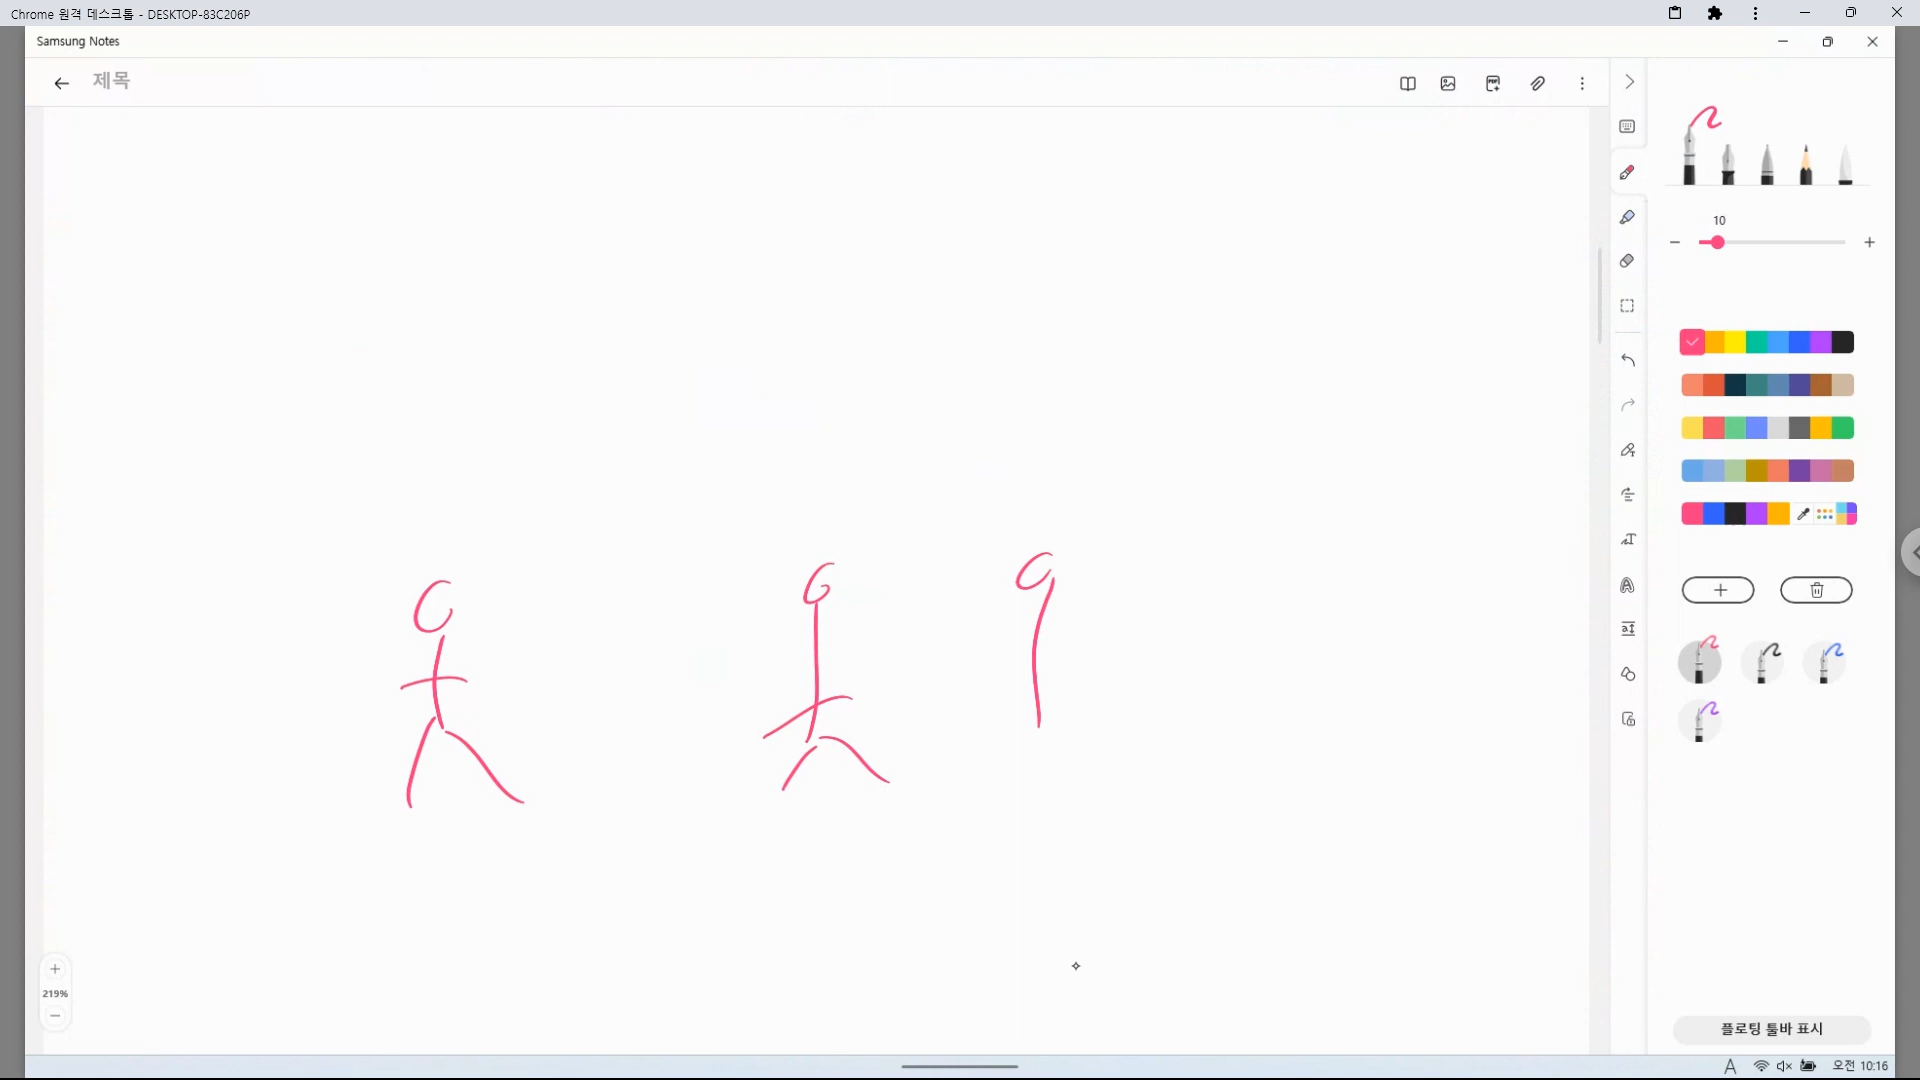 Chrome 원격 데스크톱 - DESKTOP-83C206P
Samsung Notes
제목
10
219%
플로팅 툴바 표시
A 오전 10:16